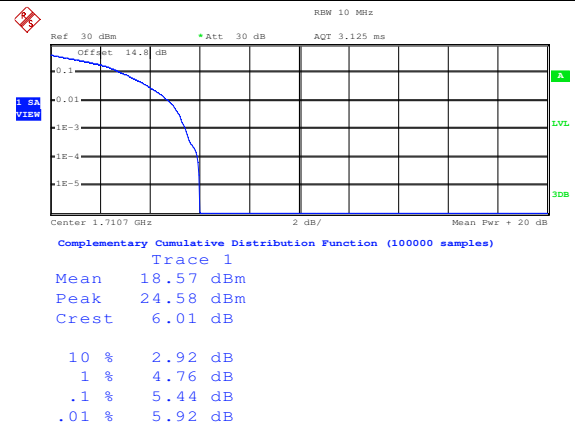 R S
RBW 10 MHz
Ref 30 dBm * Att 30 dB AQT 3.125 ms
Offset 14.8 dB
0.1
A
0.01
1 SA
VIEW
1E-3
LVL
1E-4
1E-5
3DB
Center 1.7107 GHz 2 dB/ Mean Pwr + 20 dB
Complementary Cumulative Distribution Function (100000 samples)
Trace 1
Mean 18.57 dBm
Peak 24.58 dBm
Crest 6.01 dB
10 % 2.92 dB
1 % 4.76 dB
.1 % 5.44 dB
.01 % 5.92 dB